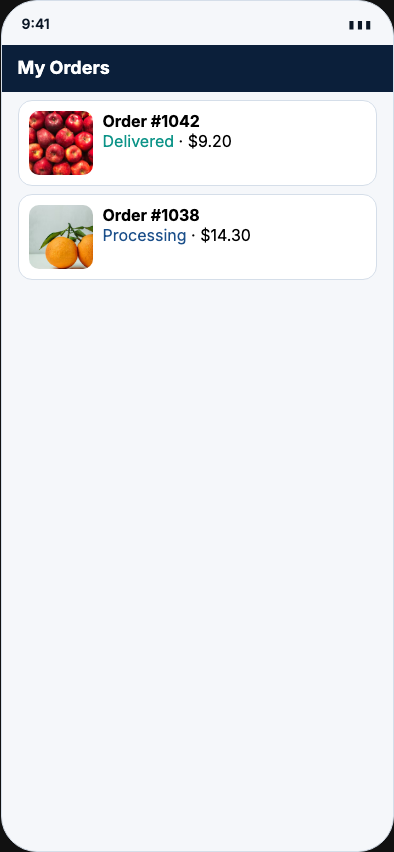 9:41
My Orders
Order #1042
Delivered · $9.20
Order #1038
Processing · $14.30